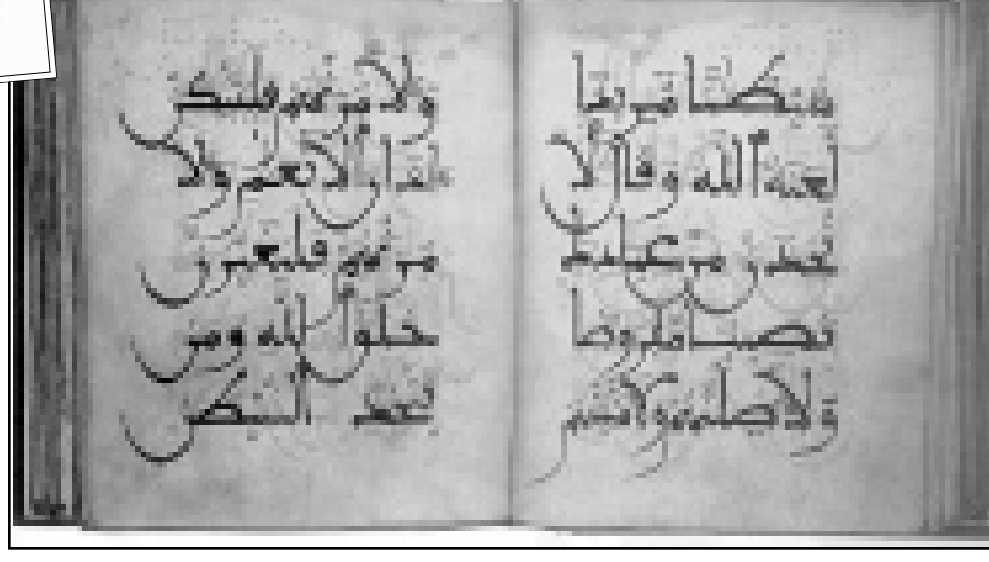 شيطنا مريدا
لعنه الله وقال لا
تخذن من عبادك
نصيبا مفروضا
ولاضلنهم ولامنينهم
ولامرنهم فليبتكن
اذان الانعم ولا
مرنهم فليغيرن
خلق الله ومن
يتخذ الشيطن